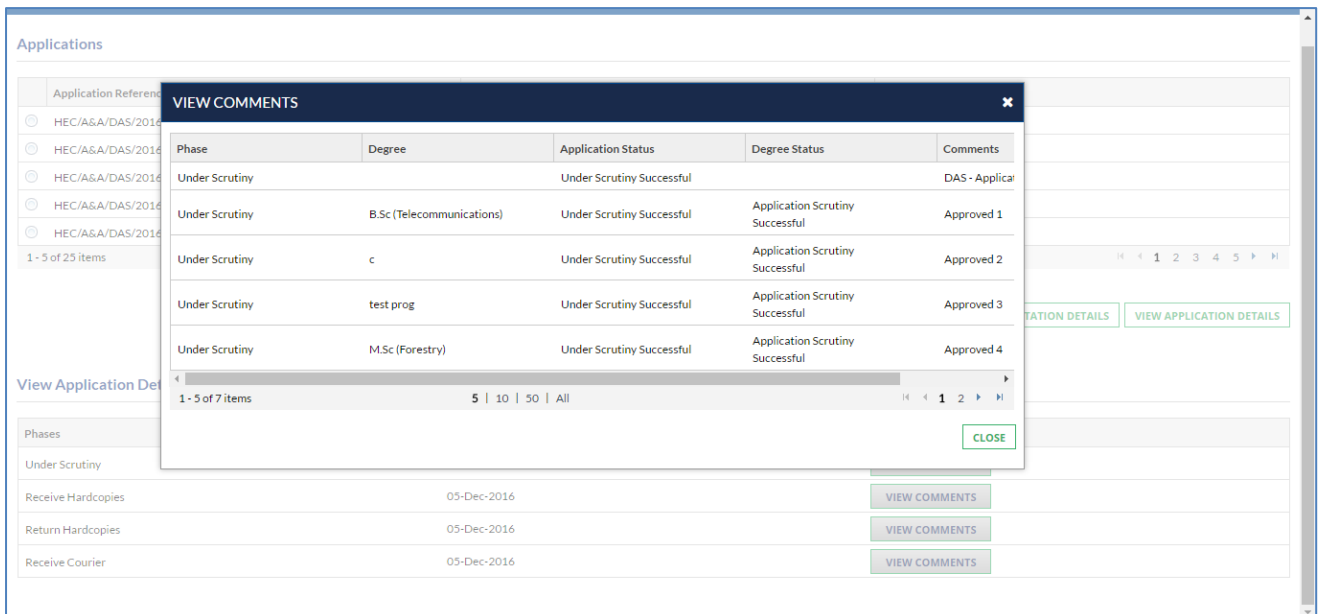 Applications
Application Referenc
VIEW COMMENTS ✖
HEC/A&A/DAS/2016
HEC/A&A/DAS/2016
HEC/A&A/DAS/2016
HEC/A&A/DAS/2016
HEC/A&A/DAS/2016
1 - 5 of 25 items
1 2 3 4 5
Phase Degree Application Status Degree Status Comments
Under Scrutiny Under Scrutiny Successful DAS - Applicat
Under Scrutiny B.Sc (Telecommunications) Under Scrutiny Successful Application Scrutiny Successful Approved 1
Under Scrutiny c Under Scrutiny Successful Application Scrutiny Successful Approved 2
Under Scrutiny test prog Under Scrutiny Successful Application Scrutiny Successful Approved 3
Under Scrutiny M.Sc (Forestry) Under Scrutiny Successful Application Scrutiny Successful Approved 4
1 - 5 of 7 items 5 | 10 | 50 | All 1 2
CLOSE
TATION DETAILS VIEW APPLICATION DETAILS
View Application Det
Phases
Under Scrutiny
Receive Hardcopies 05-Dec-2016 VIEW COMMENTS
Return Hardcopies 05-Dec-2016 VIEW COMMENTS
Receive Courier 05-Dec-2016 VIEW COMMENTS